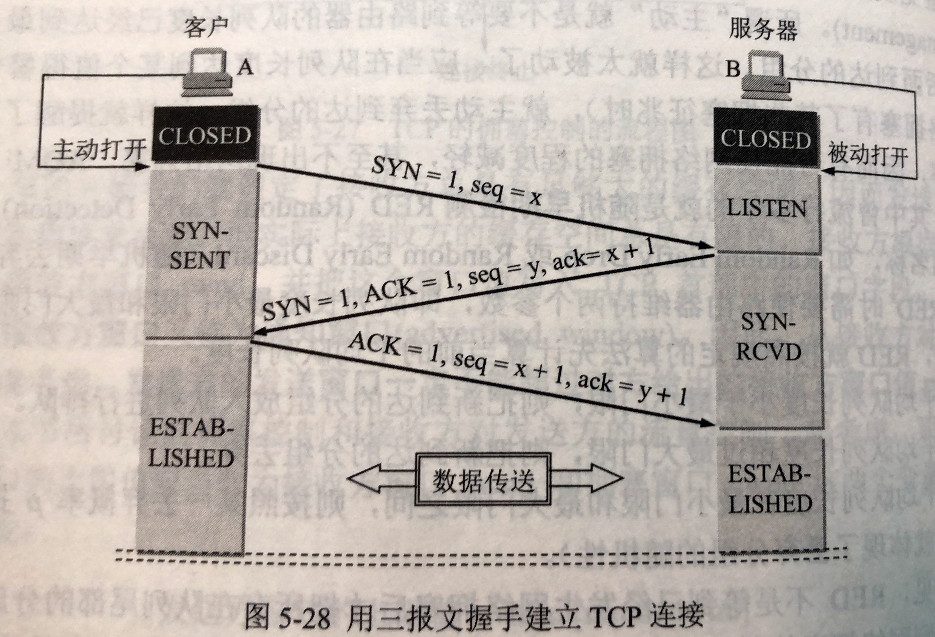 客户
服务器
A
B
CLOSED
CLOSED
主动打开
被动打开
SYN = 1, seq = x
LISTEN
SYN-
SENT
SYN = 1, ACK = 1, seq = y, ack= x + 1
SYN-
RCVD
ACK = 1, seq = x + 1, ack = y + 1
ESTAB-
LISHED
数据传送
ESTAB-
LISHED
图 5-28 用三报文握手建立 TCP 连接